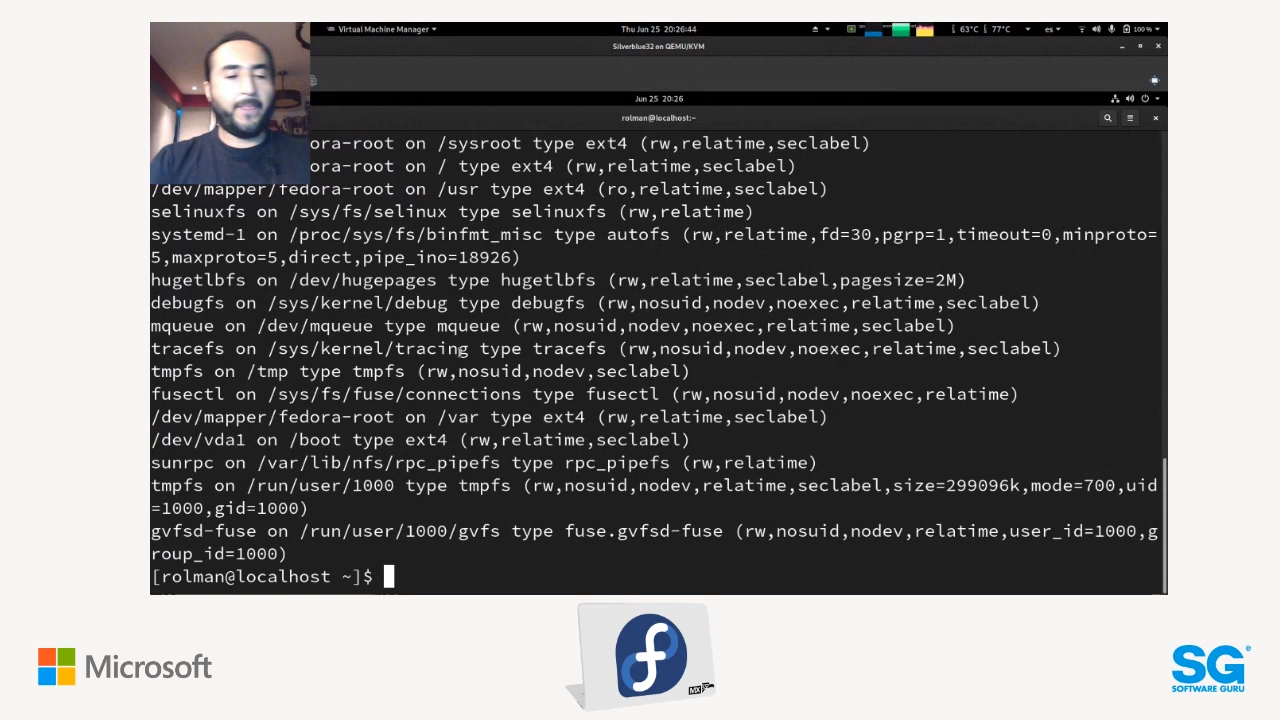 Virtual Machine Manager
Thu Jun 25 20:26:44
63°C
77°C
es
100 %
Silverblue32 on QEMU/KVM
Jun 25 20:26
rolman@localhost:~
ora-root on /sysroot type ext4 (rw,relatime,seclabel)
ora-root on / type ext4 (rw,relatime,seclabel)
/dev/mapper/fedora-root on /usr type ext4 (ro,relatime,seclabel)
selinuxfs on /sys/fs/selinux type selinuxfs (rw,relatime)
systemd-1 on /proc/sys/fs/binfmt_misc type autofs (rw,relatime,fd=30,pgrp=1,timeout=0,minproto=
5,maxproto=5,direct,pipe_ino=18926)
hugetlbfs on /dev/hugepages type hugetlbfs (rw,relatime,seclabel,pagesize=2M)
debugfs on /sys/kernel/debug type debugfs (rw,nosuid,nodev,noexec,relatime,seclabel)
mqueue on /dev/mqueue type mqueue (rw,nosuid,nodev,noexec,relatime,seclabel)
tracefs on /sys/kernel/tracing type tracefs (rw,nosuid,nodev,noexec,relatime,seclabel)
tmpfs on /tmp type tmpfs (rw,nosuid,nodev,seclabel)
fusectl on /sys/fs/fuse/connections type fusectl (rw,nosuid,nodev,noexec,relatime)
/dev/mapper/fedora-root on /var type ext4 (rw,relatime,seclabel)
/dev/vda1 on /boot type ext4 (rw,relatime,seclabel)
sunrpc on /var/lib/nfs/rpc_pipefs type rpc_pipefs (rw,relatime)
tmpfs on /run/user/1000 type tmpfs (rw,nosuid,nodev,relatime,seclabel,size=299096k,mode=700,uid
=1000,gid=1000)
gvfsd-fuse on /run/user/1000/gvfs type fuse.gvfsd-fuse (rw,nosuid,nodev,relatime,user_id=1000,g
roup_id=1000)
[rolman@localhost ~]$
Microsoft
MX
SG
SOFTWARE GURU